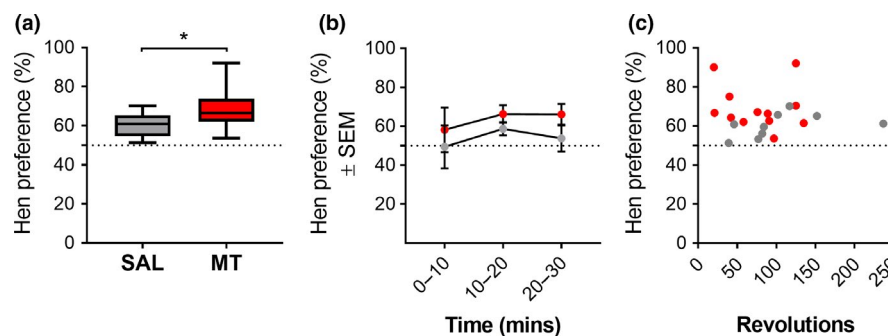 (a)
*
Hen preference (%)
100
80
60
40
20
0
SAL MT
(b)
Hen preference (%)
± SEM
100
80
60
40
20
0–10
10–20
20–30
Time (mins)
(c)
Hen preference (%)
100
80
60
40
20
0
0 50 100 150 200 250
Revolutions